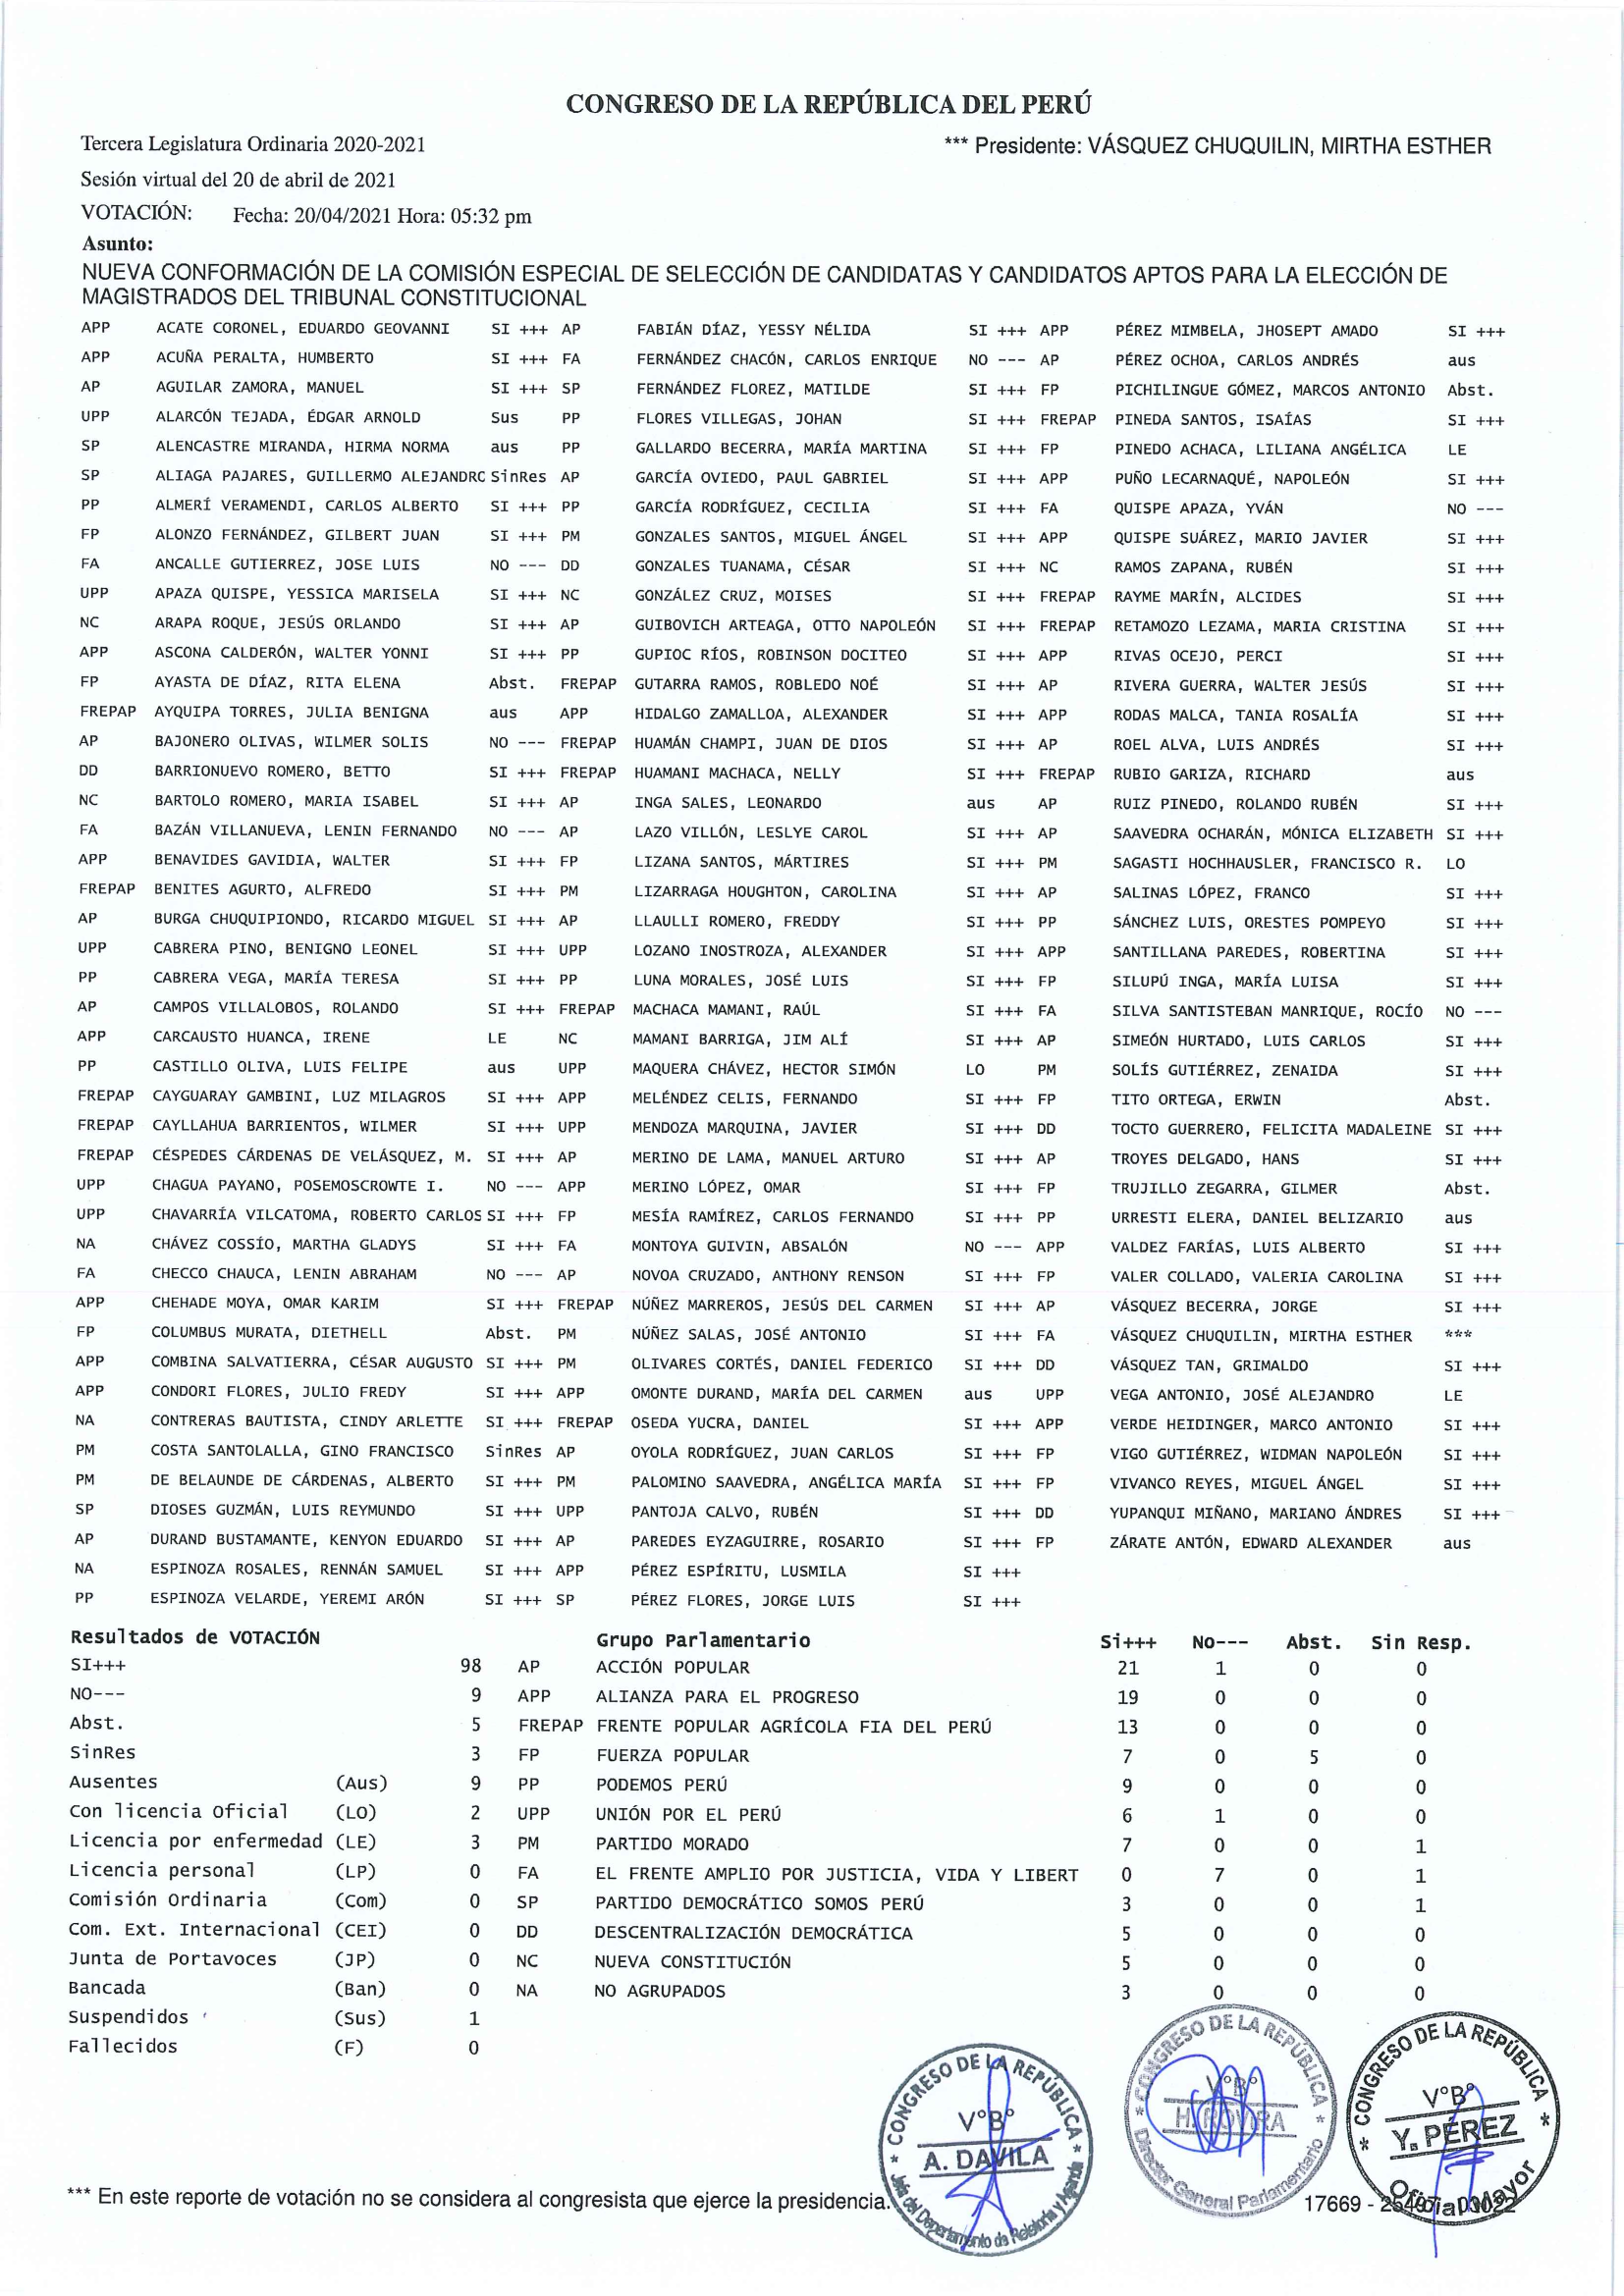 CONGRESO DE LA REPÚBLICA DEL PERÚ
Tercera Legislatura Ordinaria 2020-2021 *** Presidente: VÁSQUEZ CHUQUILIN, MIRTHA ESTHER
Sesión virtual del 20 de abril de 2021
VOTACIÓN: Fecha: 20/04/2021 Hora: 05:32 pm
Asunto:
NUEVA CONFORMACIÓN DE LA COMISIÓN ESPECIAL DE SELECCIÓN DE CANDIDATAS Y CANDIDATOS APTOS PARA LA ELECCIÓN DE
MAGISTRADOS DEL TRIBUNAL CONSTITUCIONAL
APP ACATE CORONEL, EDUARDO GEOVANNI SI +++ AP FABIÁN DÍAZ, YESSY NÉLIDA SI +++ APP PÉREZ MIMBELA, JHOSEPT AMADO SI +++
APP ACUÑA PERALTA, HUMBERTO SI +++ FA FERNÁNDEZ CHACÓN, CARLOS ENRIQUE NO --- AP PÉREZ OCHOA, CARLOS ANDRÉS aus
AP AGUILAR ZAMORA, MANUEL SI +++ SP FERNÁNDEZ FLOREZ, MATILDE SI +++ FP PICHILINGUE GÓMEZ, MARCOS ANTONIO Abst.
UPP ALARCÓN TEJADA, ÉDGAR ARNOLD Sus PP FLORES VILLEGAS, JOHAN SI +++ FREPAP PINEDA SANTOS, ISAÍAS SI +++
SP ALENCASTRE MIRANDA, HIRMA NORMA aus PP GALLARDO BECERRA, MARÍA MARTINA SI +++ FP PINEDO ACHACA, LILIANA ANGÉLICA LE
SP ALIAGA PAJARES, GUILLERMO ALEJANDRO SinRes AP GARCÍA OVIEDO, PAUL GABRIEL SI +++ APP PUÑO LECARNAQUÉ, NAPOLEÓN SI +++
PP ALMERÍ VERAMENDI, CARLOS ALBERTO SI +++ PP GARCÍA RODRÍGUEZ, CECILIA SI +++ FA QUISPE APAZA, YVÁN NO ---
FP ALONZO FERNÁNDEZ, GILBERT JUAN SI +++ PM GONZALES SANTOS, MIGUEL ÁNGEL SI +++ APP QUISPE SUÁREZ, MARIO JAVIER SI +++
FA ANCALLE GUTIERREZ, JOSE LUIS NO --- DD GONZALES TUANAMA, CÉSAR SI +++ NC RAMOS ZAPANA, RUBÉN SI +++
UPP APAZA QUISPE, YESSICA MARISELA SI +++ NC GONZÁLEZ CRUZ, MOISES SI +++ FREPAP RAYME MARÍN, ALCIDES SI +++
NC ARAPA ROQUE, JESÚS ORLANDO SI +++ AP GUIBOVICH ARTEAGA, OTTO NAPOLEÓN SI +++ FREPAP RETAMOZO LEZAMA, MARIA CRISTINA SI +++
APP ASCONA CALDERÓN, WALTER YONNI SI +++ PP GUPIOC RÍOS, ROBINSON DOCITEO SI +++ APP RIVAS OCEJO, PERCI SI +++
FP AYASTA DE DÍAZ, RITA ELENA Abst. FREPAP GUTARRA RAMOS, ROBLEDO NOÉ SI +++ AP RIVERA GUERRA, WALTER JESÚS SI +++
FREPAP AYQUIPA TORRES, JULIA BENIGNA aus APP HIDALGO ZAMALLOA, ALEXANDER SI +++ APP RODAS MALCA, TANIA ROSALÍA SI +++
AP BAJONERO OLIVAS, WILMER SOLIS NO --- FREPAP HUAMÁN CHAMPI, JUAN DE DIOS SI +++ AP ROEL ALVA, LUIS ANDRÉS SI +++
DD BARRIONUEVO ROMERO, BETTO SI +++ FREPAP HUAMANI MACHACA, NELLY SI +++ FREPAP RUBIO GARIZA, RICHARD aus
NC BARTOLO ROMERO, MARIA ISABEL SI +++ AP INGA SALES, LEONARDO aus AP RUIZ PINEDO, ROLANDO RUBÉN SI +++
FA BAZÁN VILLANUEVA, LENIN FERNANDO NO --- AP LAZO VILLÓN, LESLYE CAROL SI +++ AP SAAVEDRA OCHARÁN, MÓNICA ELIZABETH SI +++
APP BENAVIDES GAVIDIA, WALTER SI +++ FP LIZANA SANTOS, MÁRTIRES SI +++ PM SAGASTI HOCHHAUSLER, FRANCISCO R. LO
FREPAP BENITES AGURTO, ALFREDO SI +++ PM LIZARRAGA HOUGHTON, CAROLINA SI +++ AP SALINAS LÓPEZ, FRANCO SI +++
AP BURGA CHUQUIPIONDO, RICARDO MIGUEL SI +++ AP LLAULLI ROMERO, FREDDY SI +++ PP SÁNCHEZ LUIS, ORESTES POMPEYO SI +++
UPP CABRERA PINO, BENIGNO LEONEL SI +++ UPP LOZANO INOSTROZA, ALEXANDER SI +++ APP SANTILLANA PAREDES, ROBERTINA SI +++
PP CABRERA VEGA, MARÍA TERESA SI +++ PP LUNA MORALES, JOSÉ LUIS SI +++ FP SILUPÚ INGA, MARÍA LUISA SI +++
AP CAMPOS VILLALOBOS, ROLANDO SI +++ FREPAP MACHACA MAMANI, RAÚL SI +++ FA SILVA SANTISTEBAN MANRIQUE, ROCÍO NO ---
APP CARCAUSTO HUANCA, IRENE LE NC MAMANI BARRIGA, JIM ALÍ SI +++ AP SIMEÓN HURTADO, LUIS CARLOS SI +++
PP CASTILLO OLIVA, LUIS FELIPE aus UPP MAQUERA CHÁVEZ, HECTOR SIMÓN LO PM SOLÍS GUTIÉRREZ, ZENAIDA SI +++
FREPAP CAYGUARAY GAMBINI, LUZ MILAGROS SI +++ APP MELÉNDEZ CELIS, FERNANDO SI +++ FP TITO ORTEGA, ERWIN Abst.
FREPAP CAYLLAHUA BARRIENTOS, WILMER SI +++ UPP MENDOZA MARQUINA, JAVIER SI +++ DD TOCTO GUERRERO, FELICITA MADALEINE SI +++
FREPAP CÉSPEDES CÁRDENAS DE VELÁSQUEZ, M. SI +++ AP MERINO DE LAMA, MANUEL ARTURO SI +++ AP TROYES DELGADO, HANS SI +++
UPP CHAGUA PAYANO, POSEMOSCROWTE I. NO --- APP MERINO LÓPEZ, OMAR SI +++ FP TRUJILLO ZEGARRA, GILMER Abst.
UPP CHAVARRÍA VILCATOMA, ROBERTO CARLOS SI +++ FP MESÍA RAMÍREZ, CARLOS FERNANDO SI +++ PP URRESTI ELERA, DANIEL BELIZARIO aus
NA CHÁVEZ COSSÍO, MARTHA GLADYS SI +++ FA MONTOYA GUIVIN, ABSALÓN NO --- APP VALDEZ FARÍAS, LUIS ALBERTO SI +++
FA CHECCO CHAUCA, LENIN ABRAHAM NO --- AP NOVOA CRUZADO, ANTHONY RENSON SI +++ FP VALER COLLADO, VALERIA CAROLINA SI +++
APP CHEHADE MOYA, OMAR KARIM SI +++ FREPAP NÚÑEZ MARREROS, JESÚS DEL CARMEN SI +++ AP VÁSQUEZ BECERRA, JORGE SI +++
FP COLUMBUS MURATA, DIETHELL Abst. PM NÚÑEZ SALAS, JOSÉ ANTONIO SI +++ FA VÁSQUEZ CHUQUILIN, MIRTHA ESTHER ***
APP COMBINA SALVATIERRA, CÉSAR AUGUSTO SI +++ PM OLIVARES CORTÉS, DANIEL FEDERICO SI +++ DD VÁSQUEZ TAN, GRIMALDO SI +++
APP CONDORI FLORES, JULIO FREDY SI +++ APP OMONTE DURAND, MARÍA DEL CARMEN aus UPP VEGA ANTONIO, JOSÉ ALEJANDRO LE
NA CONTRERAS BAUTISTA, CINDY ARLETTE SI +++ FREPAP OSEDA YUCRA, DANIEL SI +++ APP VERDE HEIDINGER, MARCO ANTONIO SI +++
PM COSTA SANTOLALLA, GINO FRANCISCO SinRes AP OYOLA RODRÍGUEZ, JUAN CARLOS SI +++ FP VIGO GUTIÉRREZ, WIDMAN NAPOLEÓN SI +++
PM DE BELAUNDE DE CÁRDENAS, ALBERTO SI +++ PM PALOMINO SAAVEDRA, ANGÉLICA MARÍA SI +++ FP VIVANCO REYES, MIGUEL ÁNGEL SI +++
SP DIOSES GUZMÁN, LUIS REYMUNDO SI +++ UPP PANTOJA CALVO, RUBÉN SI +++ DD YUPANQUI MIÑANO, MARIANO ÁNDRES SI +++
AP DURAND BUSTAMANTE, KENYON EDUARDO SI +++ AP PAREDES EYZAGUIRRE, ROSARIO SI +++ FP ZÁRATE ANTÓN, EDWARD ALEXANDER aus
NA ESPINOZA ROSALES, RENNÁN SAMUEL SI +++ APP PÉREZ ESPÍRITU, LUSMILA SI +++
PP ESPINOZA VELARDE, YEREMI ARÓN SI +++ SP PÉREZ FLORES, JORGE LUIS SI +++
Resultados de VOTACIÓN Grupo Parlamentario Si+++ No--- Abst. Sin Resp.
SI+++ 98 AP ACCIÓN POPULAR 21 1 0 0
NO--- 9 APP ALIANZA PARA EL PROGRESO 19 0 0 0
Abst. 5 FREPAP FRENTE POPULAR AGRÍCOLA FIA DEL PERÚ 13 0 0 0
SinRes 3 FP FUERZA POPULAR 7 0 5 0
Ausentes (Aus) 9 PP PODEMOS PERÚ 9 0 0 0
Con licencia Oficial (LO) 2 UPP UNIÓN POR EL PERÚ 6 1 0 0
Licencia por enfermedad (LE) 3 PM PARTIDO MORADO 7 0 0 1
Licencia personal (LP) 0 FA EL FRENTE AMPLIO POR JUSTICIA, VIDA Y LIBERT 0 7 0 1
Comisión Ordinaria (Com) 0 SP PARTIDO DEMOCRÁTICO SOMOS PERÚ 3 0 0 1
Com. Ext. Internacional (CEI) 0 DD DESCENTRALIZACIÓN DEMOCRÁTICA 5 0 0 0
Junta de Portavoces (JP) 0 NC NUEVA CONSTITUCIÓN 5 0 0 0
Bancada (Ban) 0 NA NO AGRUPADOS 3 0 0 0
Suspendidos (Sus) 1
Fallecidos (F) 0
* CONGRESO DE LA REPÚBLICA *
V°B°
A. DAVILA
Jefe del Departamento de Relatoría y Agenda
* CONGRESO DE LA REPÚBLICA *
V°B°
H. ROVIRA
Director General Parlamentario
* CONGRESO DE LA REPÚBLICA *
V°B°
Y. PÉREZ
Oficial Mayor
*** En este reporte de votación no se considera al congresista que ejerce la presidencia.
17669 -